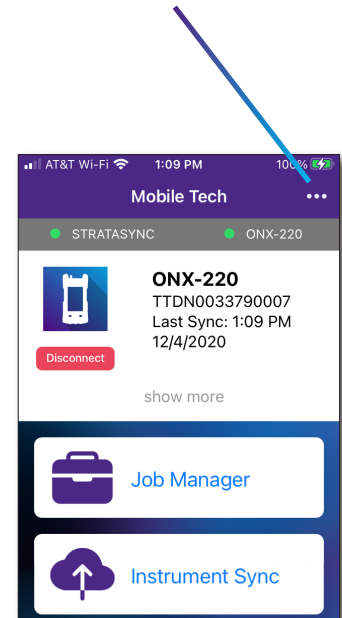 AT&T Wi-Fi 1:09 PM 100%
Mobile Tech
STRATASYNC ONX-220
ONX-220
TTDN0033790007
Last Sync: 1:09 PM
12/4/2020
Disconnect
show more
Job Manager
Instrument Sync